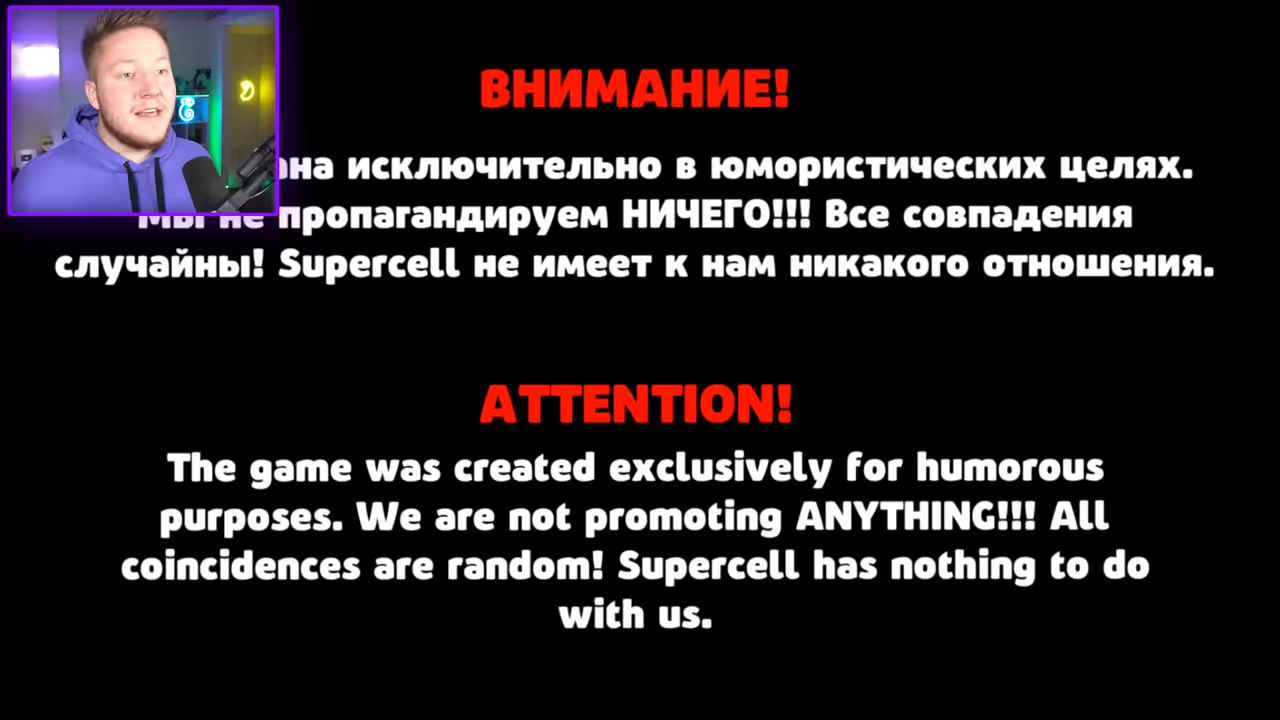 ВНИМАНИЕ!
исключительно в юмористических целях.
Мы не пропагандируем НИЧЕГО!!! Все совпадения
случайны! Supercell не имеет к нам никакого отношения.
ATTENTION!
The game was created exclusively for humorous
purposes. We are not promoting ANYTHING!!! All
coincidences are random! Supercell has nothing to do
with us.